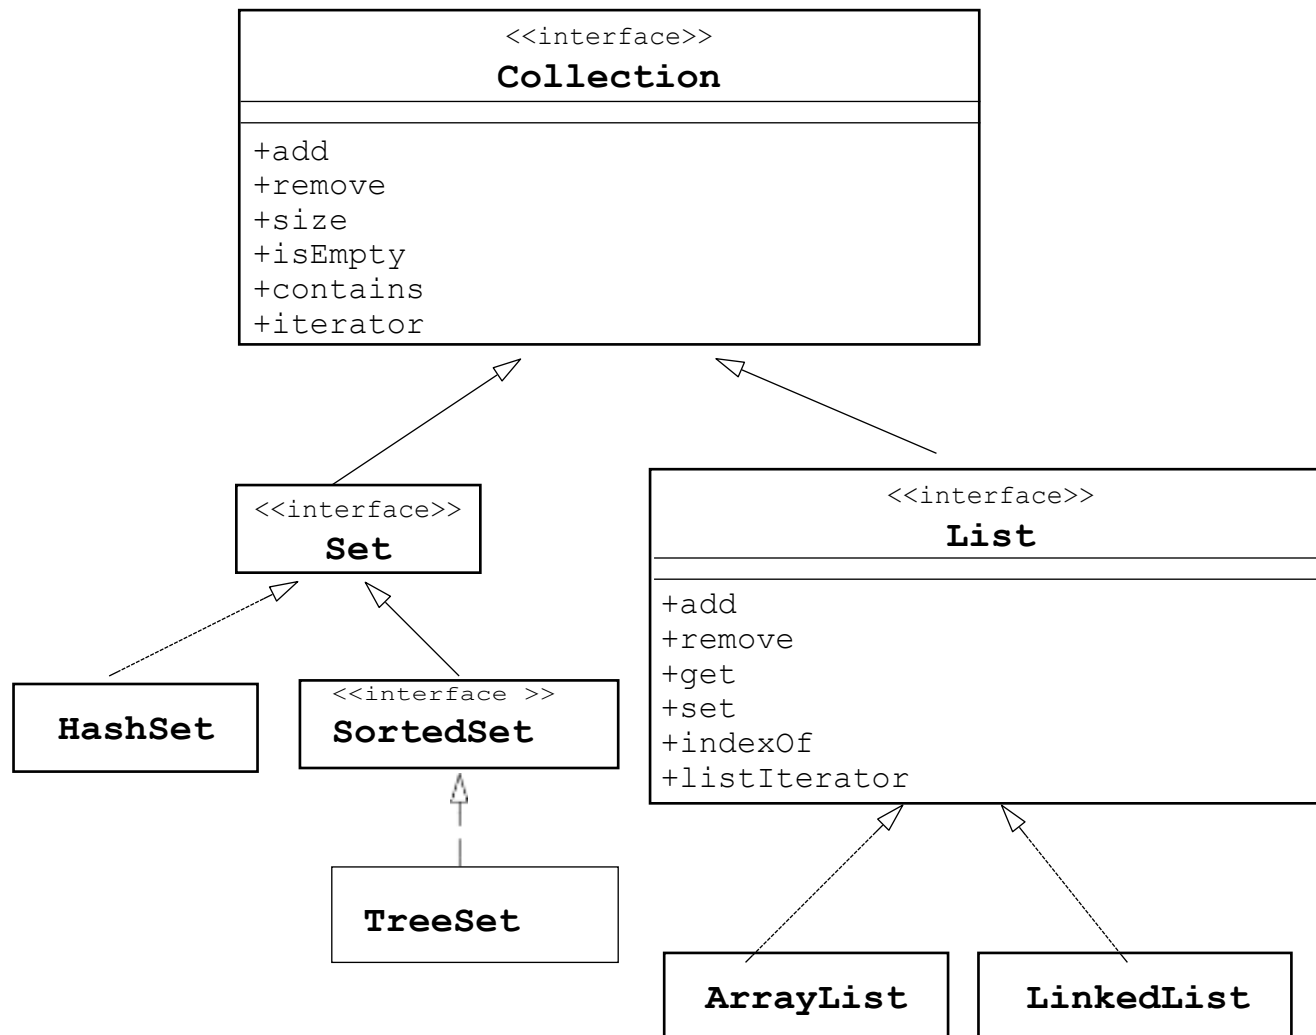 <<interface>>
Collection
+add
+remove
+size
+isEmpty
+contains
+iterator
<<interface>>
Set
<<interface>>
List
+add
+remove
+get
+set
+indexOf
+listIterator
HashSet
<<interface >>
SortedSet
TreeSet
ArrayList
LinkedList